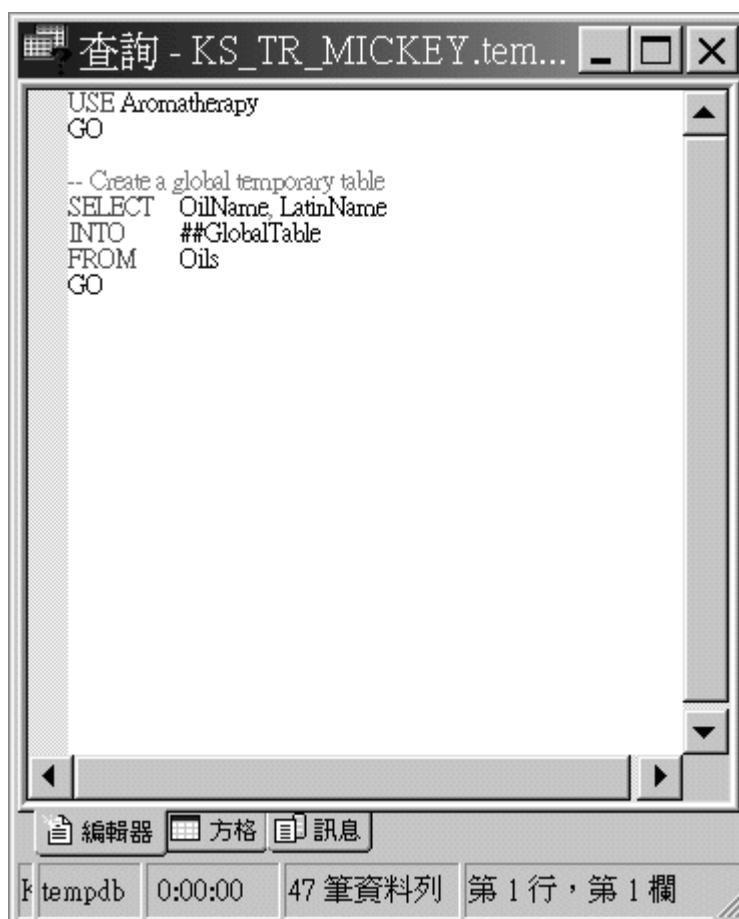 查詢 - KS_TR_MICKEY.tem...
USE Aromatherapy
GO
-- Create a global temporary table
SELECT OilName, LatinName
INTO ##GlobalTable
FROM Oils
GO
編輯器 方格 訊息
tempdb 0:00:00 47 筆資料列 第 1 行，第 1 欄